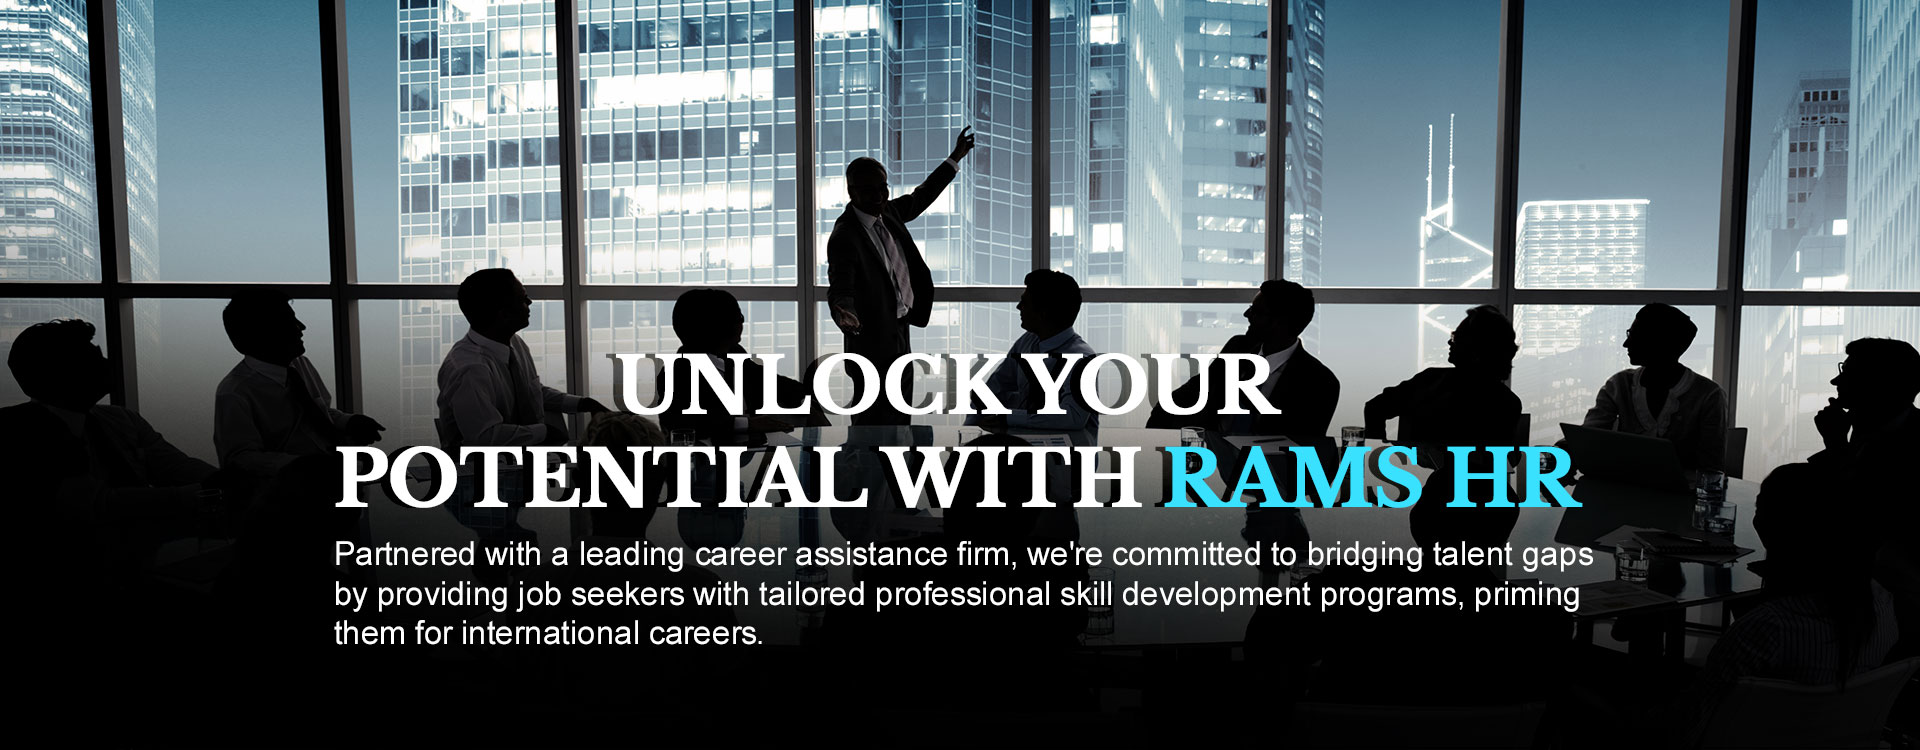 UNLOCK YOUR
POTENTIAL WITH RAMS HR
Partnered with a leading career assistance firm, we're committed to bridging talent gaps
by providing job seekers with tailored professional skill development programs, priming
them for international careers.